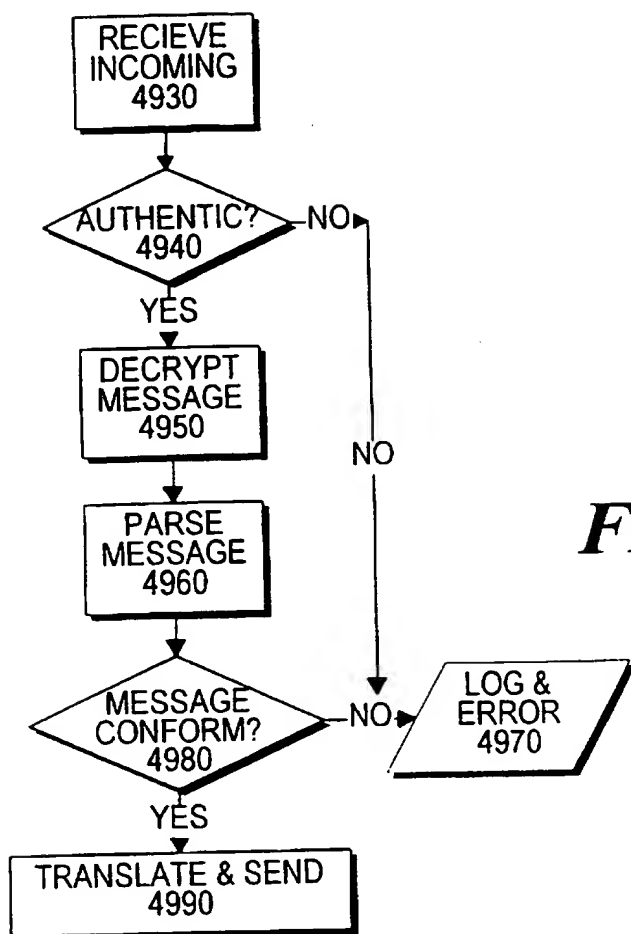 RECIEVE
INCOMING
4930
AUTHENTIC?
4940
NO
YES
DECRYPT
MESSAGE
4950
NO
PARSE
MESSAGE
4960
MESSAGE
CONFORM?
4980
NO
LOG &
ERROR
4970
YES
TRANSLATE & SEND
4990